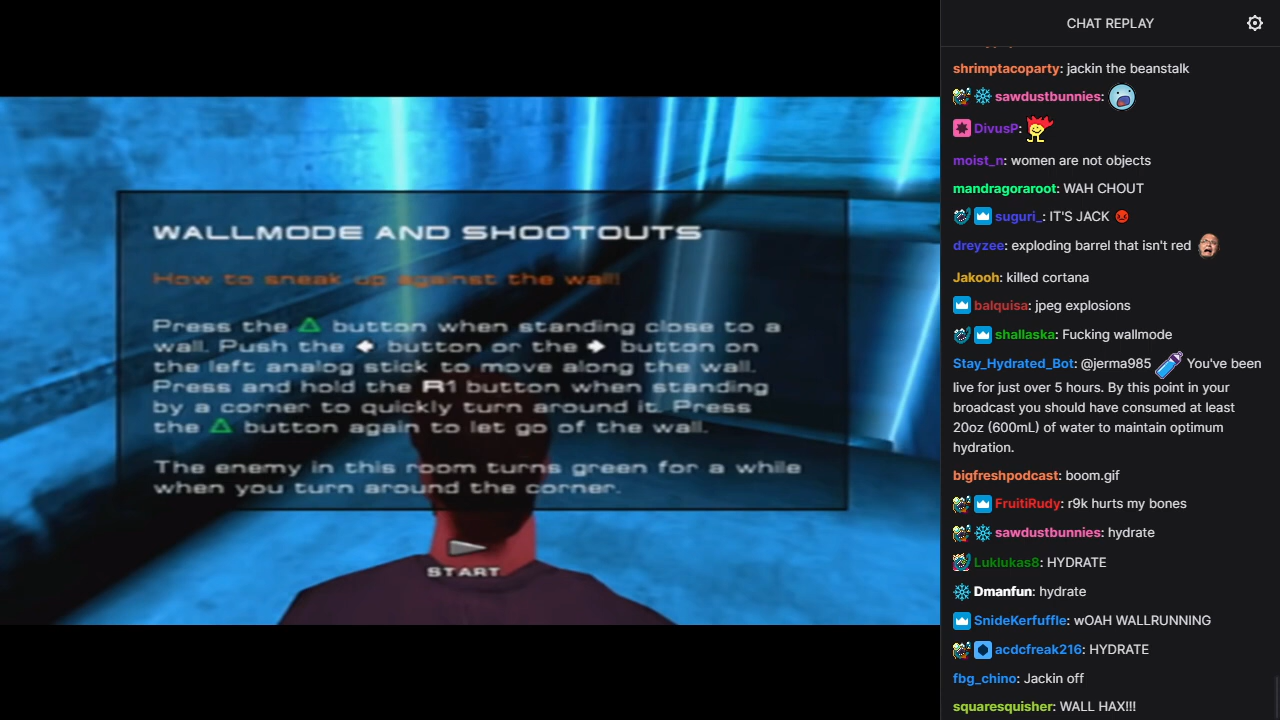 WALLMODE AND SHOOTOUTS
How to sneak up against the wall!
Press the △ button when standing close to a
wall. Push the ← button or the → button on
the left analog stick to move along the wall.
Press and hold the R1 button when standing
by a corner to quickly turn around it. Press
the △ button again to let go of the wall.
The enemy in this room turns green for a while
when you turn around the corner.
START
CHAT REPLAY
shrimptacoparty: jackin the beanstalk
sawdustbunnies:
DivusP:
moist_n: women are not objects
mandragoraroot: WAH CHOUT
suguri_: IT'S JACK
dreyzee: exploding barrel that isn't red
Jakooh: killed cortana
balquisa: jpeg explosions
shallaska: Fucking wallmode
Stay_Hydrated_Bot: @jerma985 You've been
live for just over 5 hours. By this point in your
broadcast you should have consumed at least
20oz (600mL) of water to maintain optimum
hydration.
bigfreshpodcast: boom.gif
FruitiRudy: r9k hurts my bones
sawdustbunnies: hydrate
Luklukas8: HYDRATE
Dmanfun: hydrate
SnideKerfuffle: wOAH WALLRUNNING
acdcfreak216: HYDRATE
fbg_chino: Jackin off
squaresquisher: WALL HAX!!!